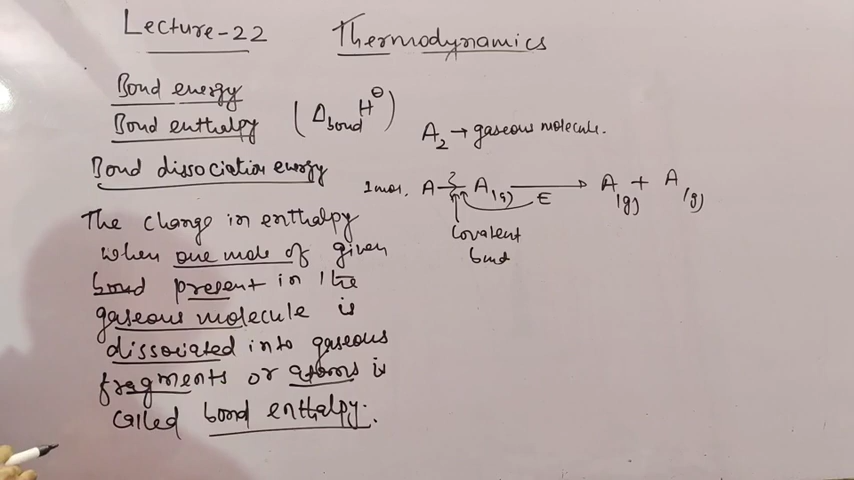 Lecture-22
Thermodynamics
Bond energy
Bond enthalpy (Δbond H⊖)
Bond dissociation energy
The change in enthalpy
when one mole of given
bond present in the
gaseous molecule is
dissociated into gaseous
fragments or atoms is
called bond enthalpy.
A₂ → gaseous molecule.
1 mol. A–A(g) → A(g) + A(g)
E
Covalent
bond